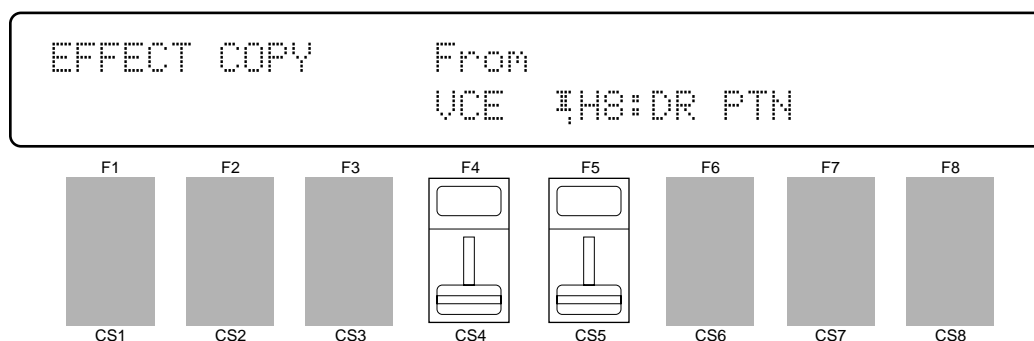 EFFECT COPY From
VCE H8:DR PTN
F1 F2 F3 F4 F5 F6 F7 F8
CS1 CS2 CS3 CS4 CS5 CS6 CS7 CS8